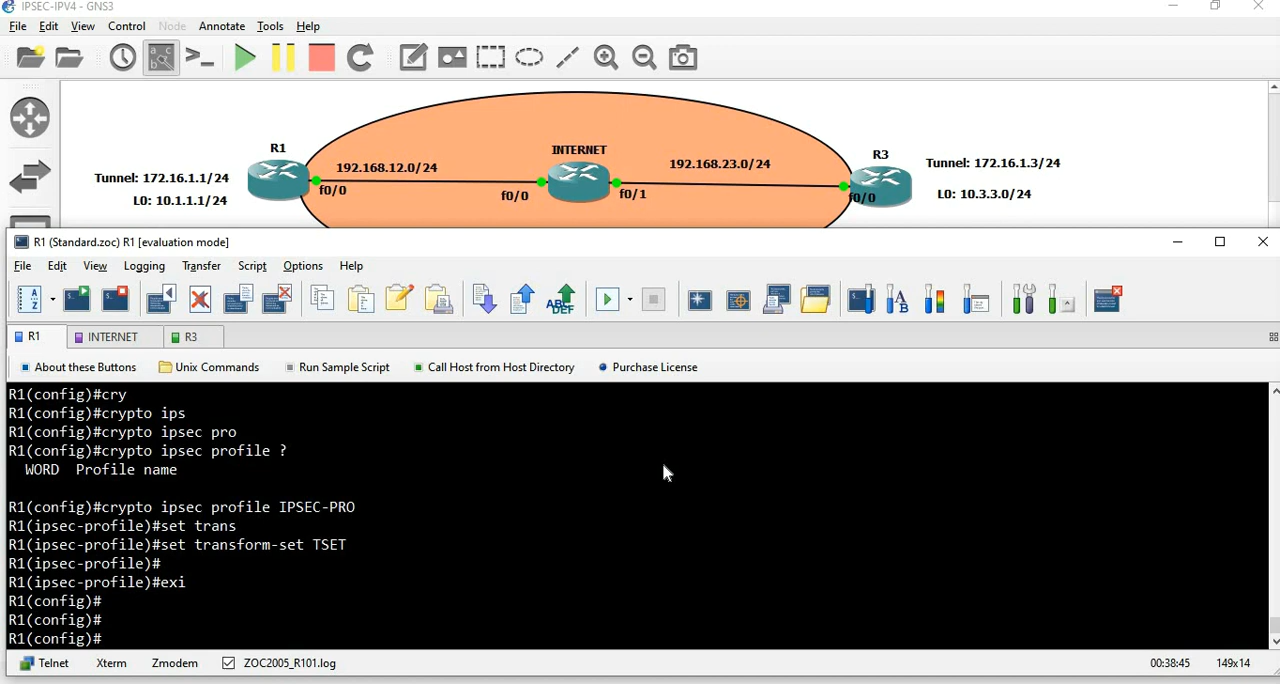 IPSEC-IPV4 - GNS3
File Edit View Control Node Annotate Tools Help
R1
INTERNET
R3
192.168.12.0/24
192.168.23.0/24
Tunnel: 172.16.1.1/24
Tunnel: 172.16.1.3/24
f0/0
f0/0
f0/1
f0/0
L0: 10.1.1.1/24
L0: 10.3.3.0/24
R1 (Standard.zoc) R1 [evaluation mode]
File Edit View Logging Transfer Script Options Help
R1 INTERNET R3
About these Buttons Unix Commands Run Sample Script Call Host from Host Directory Purchase License
R1(config)#cry
R1(config)#crypto ips
R1(config)#crypto ipsec pro
R1(config)#crypto ipsec profile ?
WORD Profile name
R1(config)#crypto ipsec profile IPSEC-PRO
R1(ipsec-profile)#set trans
R1(ipsec-profile)#set transform-set TSET
R1(ipsec-profile)#
R1(ipsec-profile)#exi
R1(config)#
R1(config)#
R1(config)#
Telnet Xterm Zmodem ZOC2005_R101.log 00:38:45 149x14